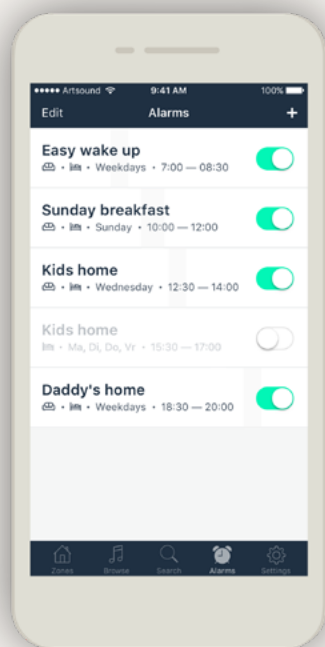 Artsound 9:41 AM 100%
Edit Alarms +
Easy wake up
• Weekdays • 7:00 — 08:30
Sunday breakfast
• Sunday • 10:00 — 12:00
Kids home
• Wednesday • 12:30 — 14:00
Kids home
• Ma, Di, Do, Vr • 15:30 — 17:00
Daddy's home
• Weekdays • 18:30 — 20:00
Zones Browse Search Alarms Settings